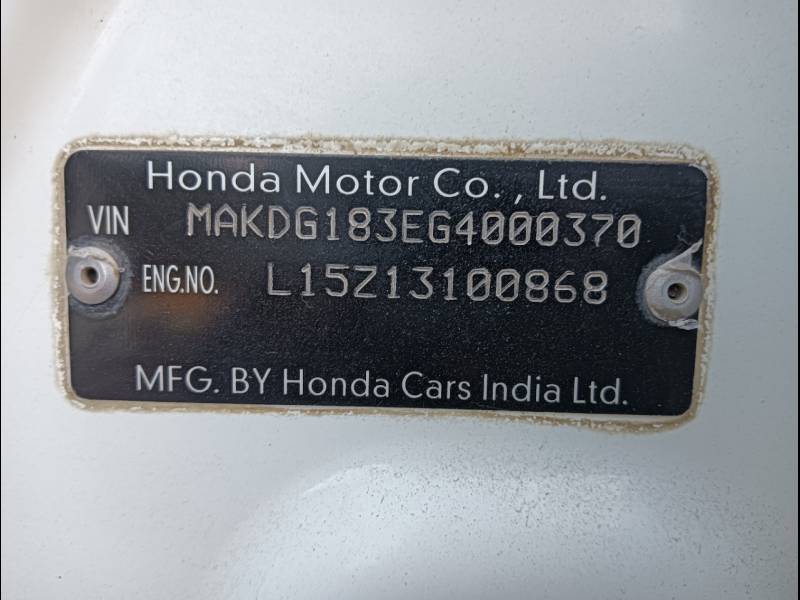 Honda Motor Co., Ltd.
VIN MAKDG183EG4000370
ENG.NO. L15Z13100868
MFG. BY Honda Cars India Ltd.